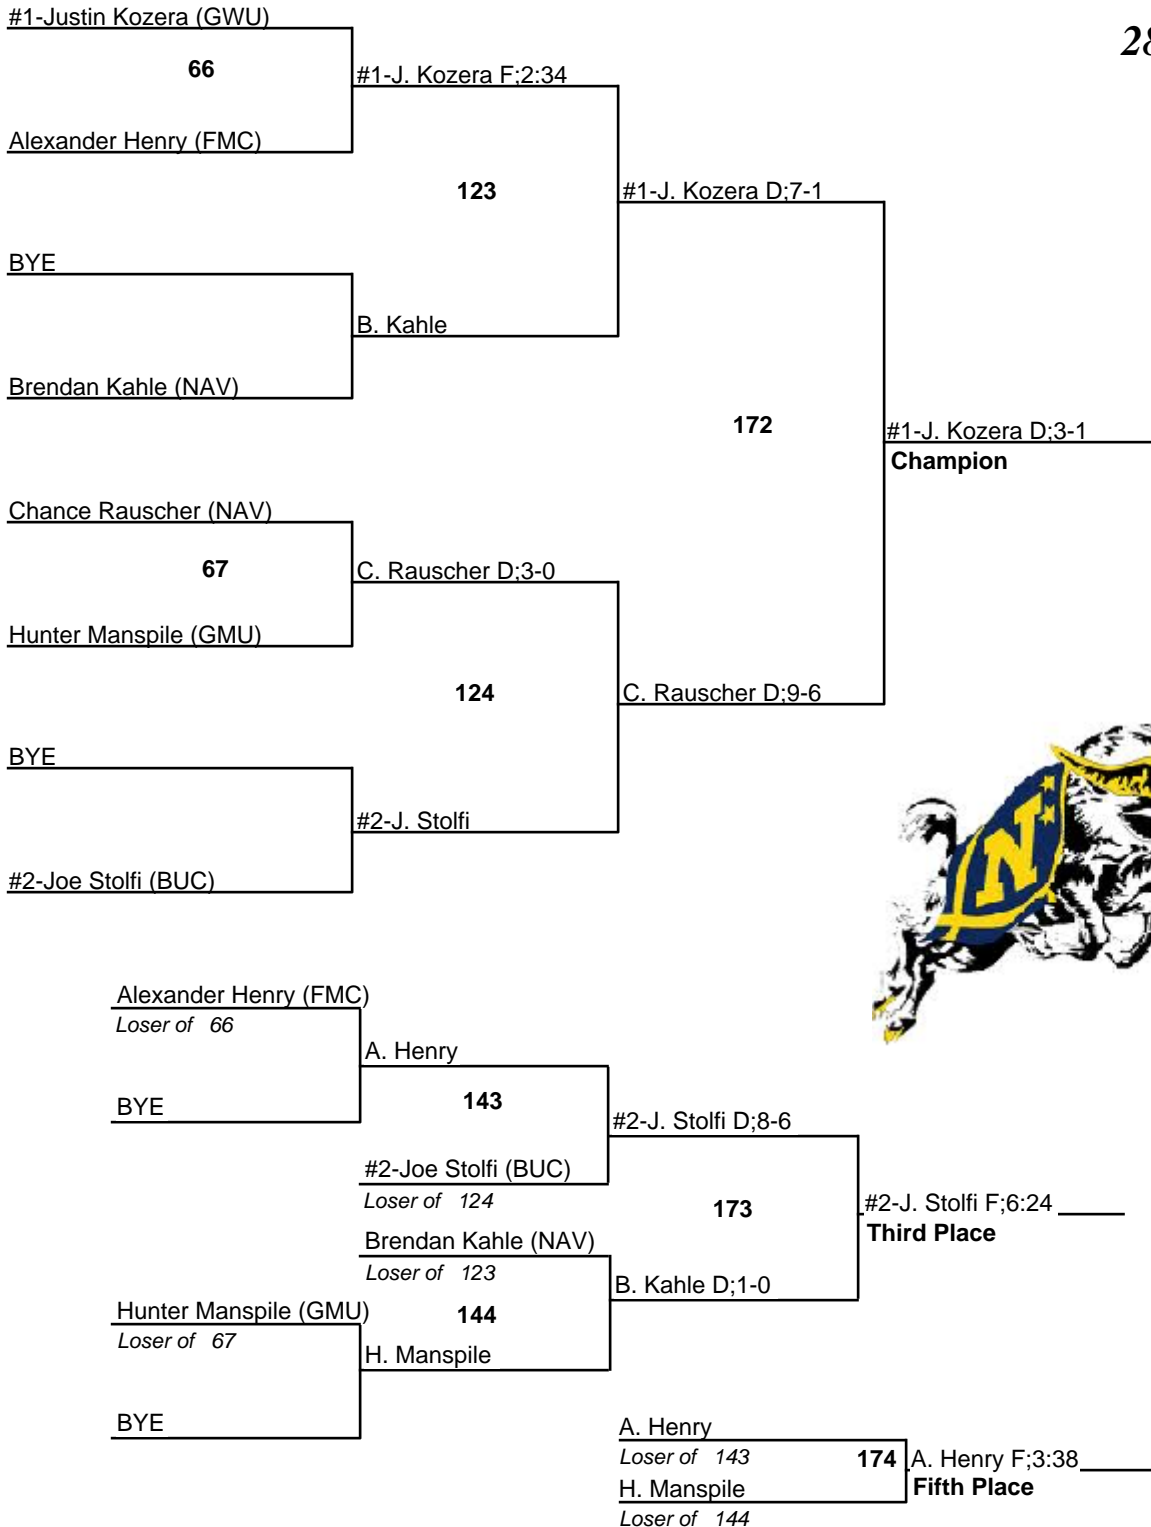 #1-Justin Kozera (GWU)
28
66
#1-J. Kozera F;2:34
Alexander Henry (FMC)
123
#1-J. Kozera D;7-1
BYE
B. Kahle
Brendan Kahle (NAV)
172
#1-J. Kozera D;3-1
Champion
Chance Rauscher (NAV)
67
C. Rauscher D;3-0
Hunter Manspile (GMU)
124
C. Rauscher D;9-6
BYE
#2-J. Stolfi
#2-Joe Stolfi (BUC)
N
Alexander Henry (FMC)
Loser of 66
A. Henry
BYE
143
#2-J. Stolfi D;8-6
#2-Joe Stolfi (BUC)
Loser of 124
173
#2-J. Stolfi F;6:24
Third Place
Brendan Kahle (NAV)
Loser of 123
B. Kahle D;1-0
Hunter Manspile (GMU)
144
Loser of 67
H. Manspile
BYE
A. Henry
Loser of 143
174
A. Henry F;3:38
H. Manspile
Fifth Place
Loser of 144